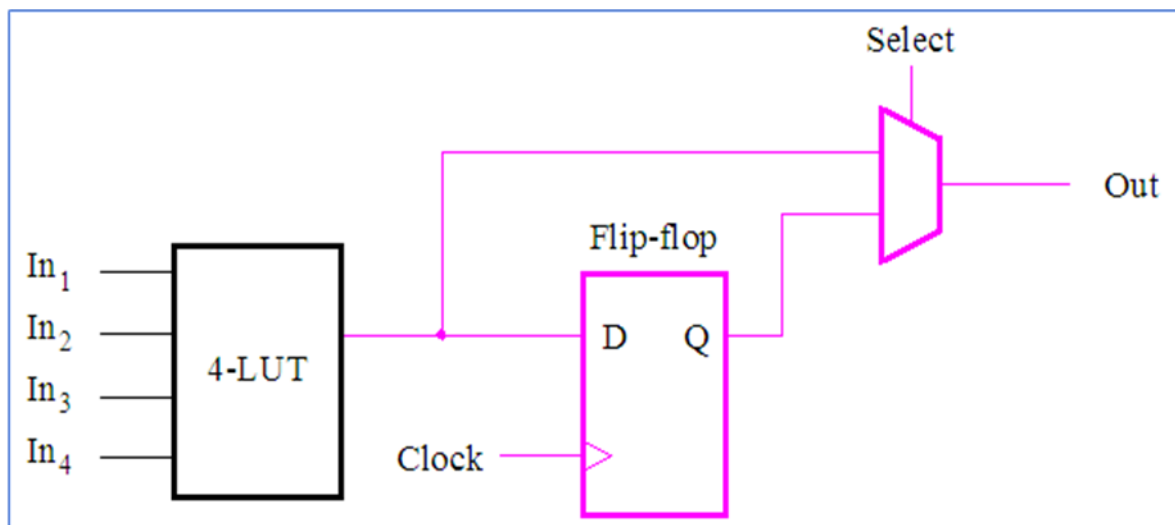 Select
Out
Flip-flop
In1
In2
In3
In4
4-LUT
D
Q
Clock